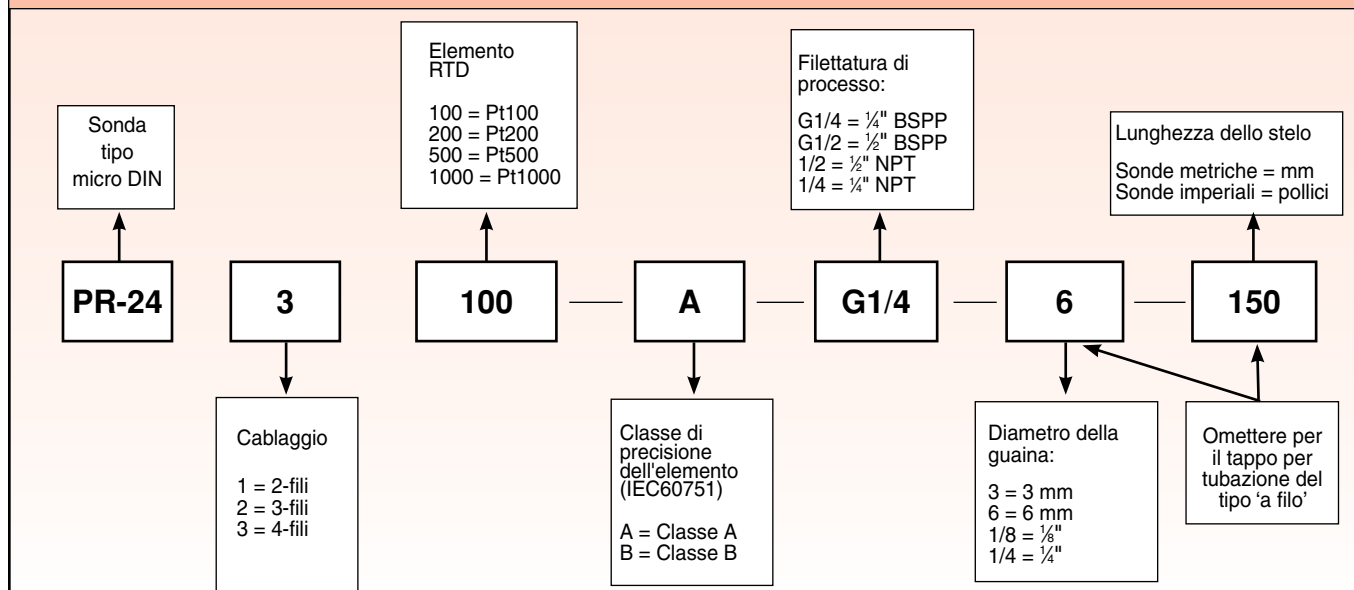 Sonda
tipo
micro DIN
Elemento
RTD
100 = Pt100
200 = Pt200
500 = Pt500
1000 = Pt1000
Filettatura di
processo:
G1/4 = ¼" BSPP
G1/2 = ½" BSPP
1/2 = ½" NPT
1/4 = ¼" NPT
Lunghezza dello stelo
Sonde metriche = mm
Sonde imperiali = pollici
PR-24 3 100 — A — G1/4 — 6 — 150
Cablaggio
1 = 2-fili
2 = 3-fili
3 = 4-fili
Classe di
precisione
dell'elemento
(IEC60751)
A = Classe A
B = Classe B
Diametro della
guaina:
3 = 3 mm
6 = 6 mm
1/8 = ⅛"
1/4 = ¼"
Omettere per
il tappo per
tubazione del
tipo ‘a filo’